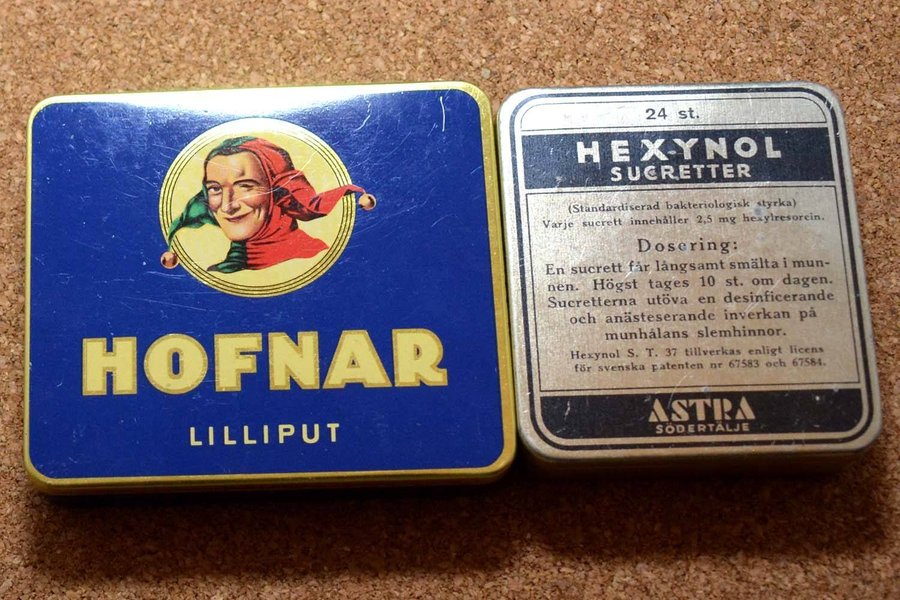 HOFNAR
LILLIPUT
24 st.
HEXYNOL
SUCRETTER
(Standardiserad bakteriologisk styrka)
Varje sucrett innehåller 2,5 mg hexylresorcin.
Dosering:
En sucrett får långsamt smälta i mun-
nen. Högst tages 10 st. om dagen.
Sucretterna utöva en desinficerande
och anästeserande inverkan på
munhålans slemhinnor.
Hexynol S. T. 37 tillverkas enligt licens
för svenska patenten nr 67583 och 67584.
ASTRA
SÖDERTÄLJE